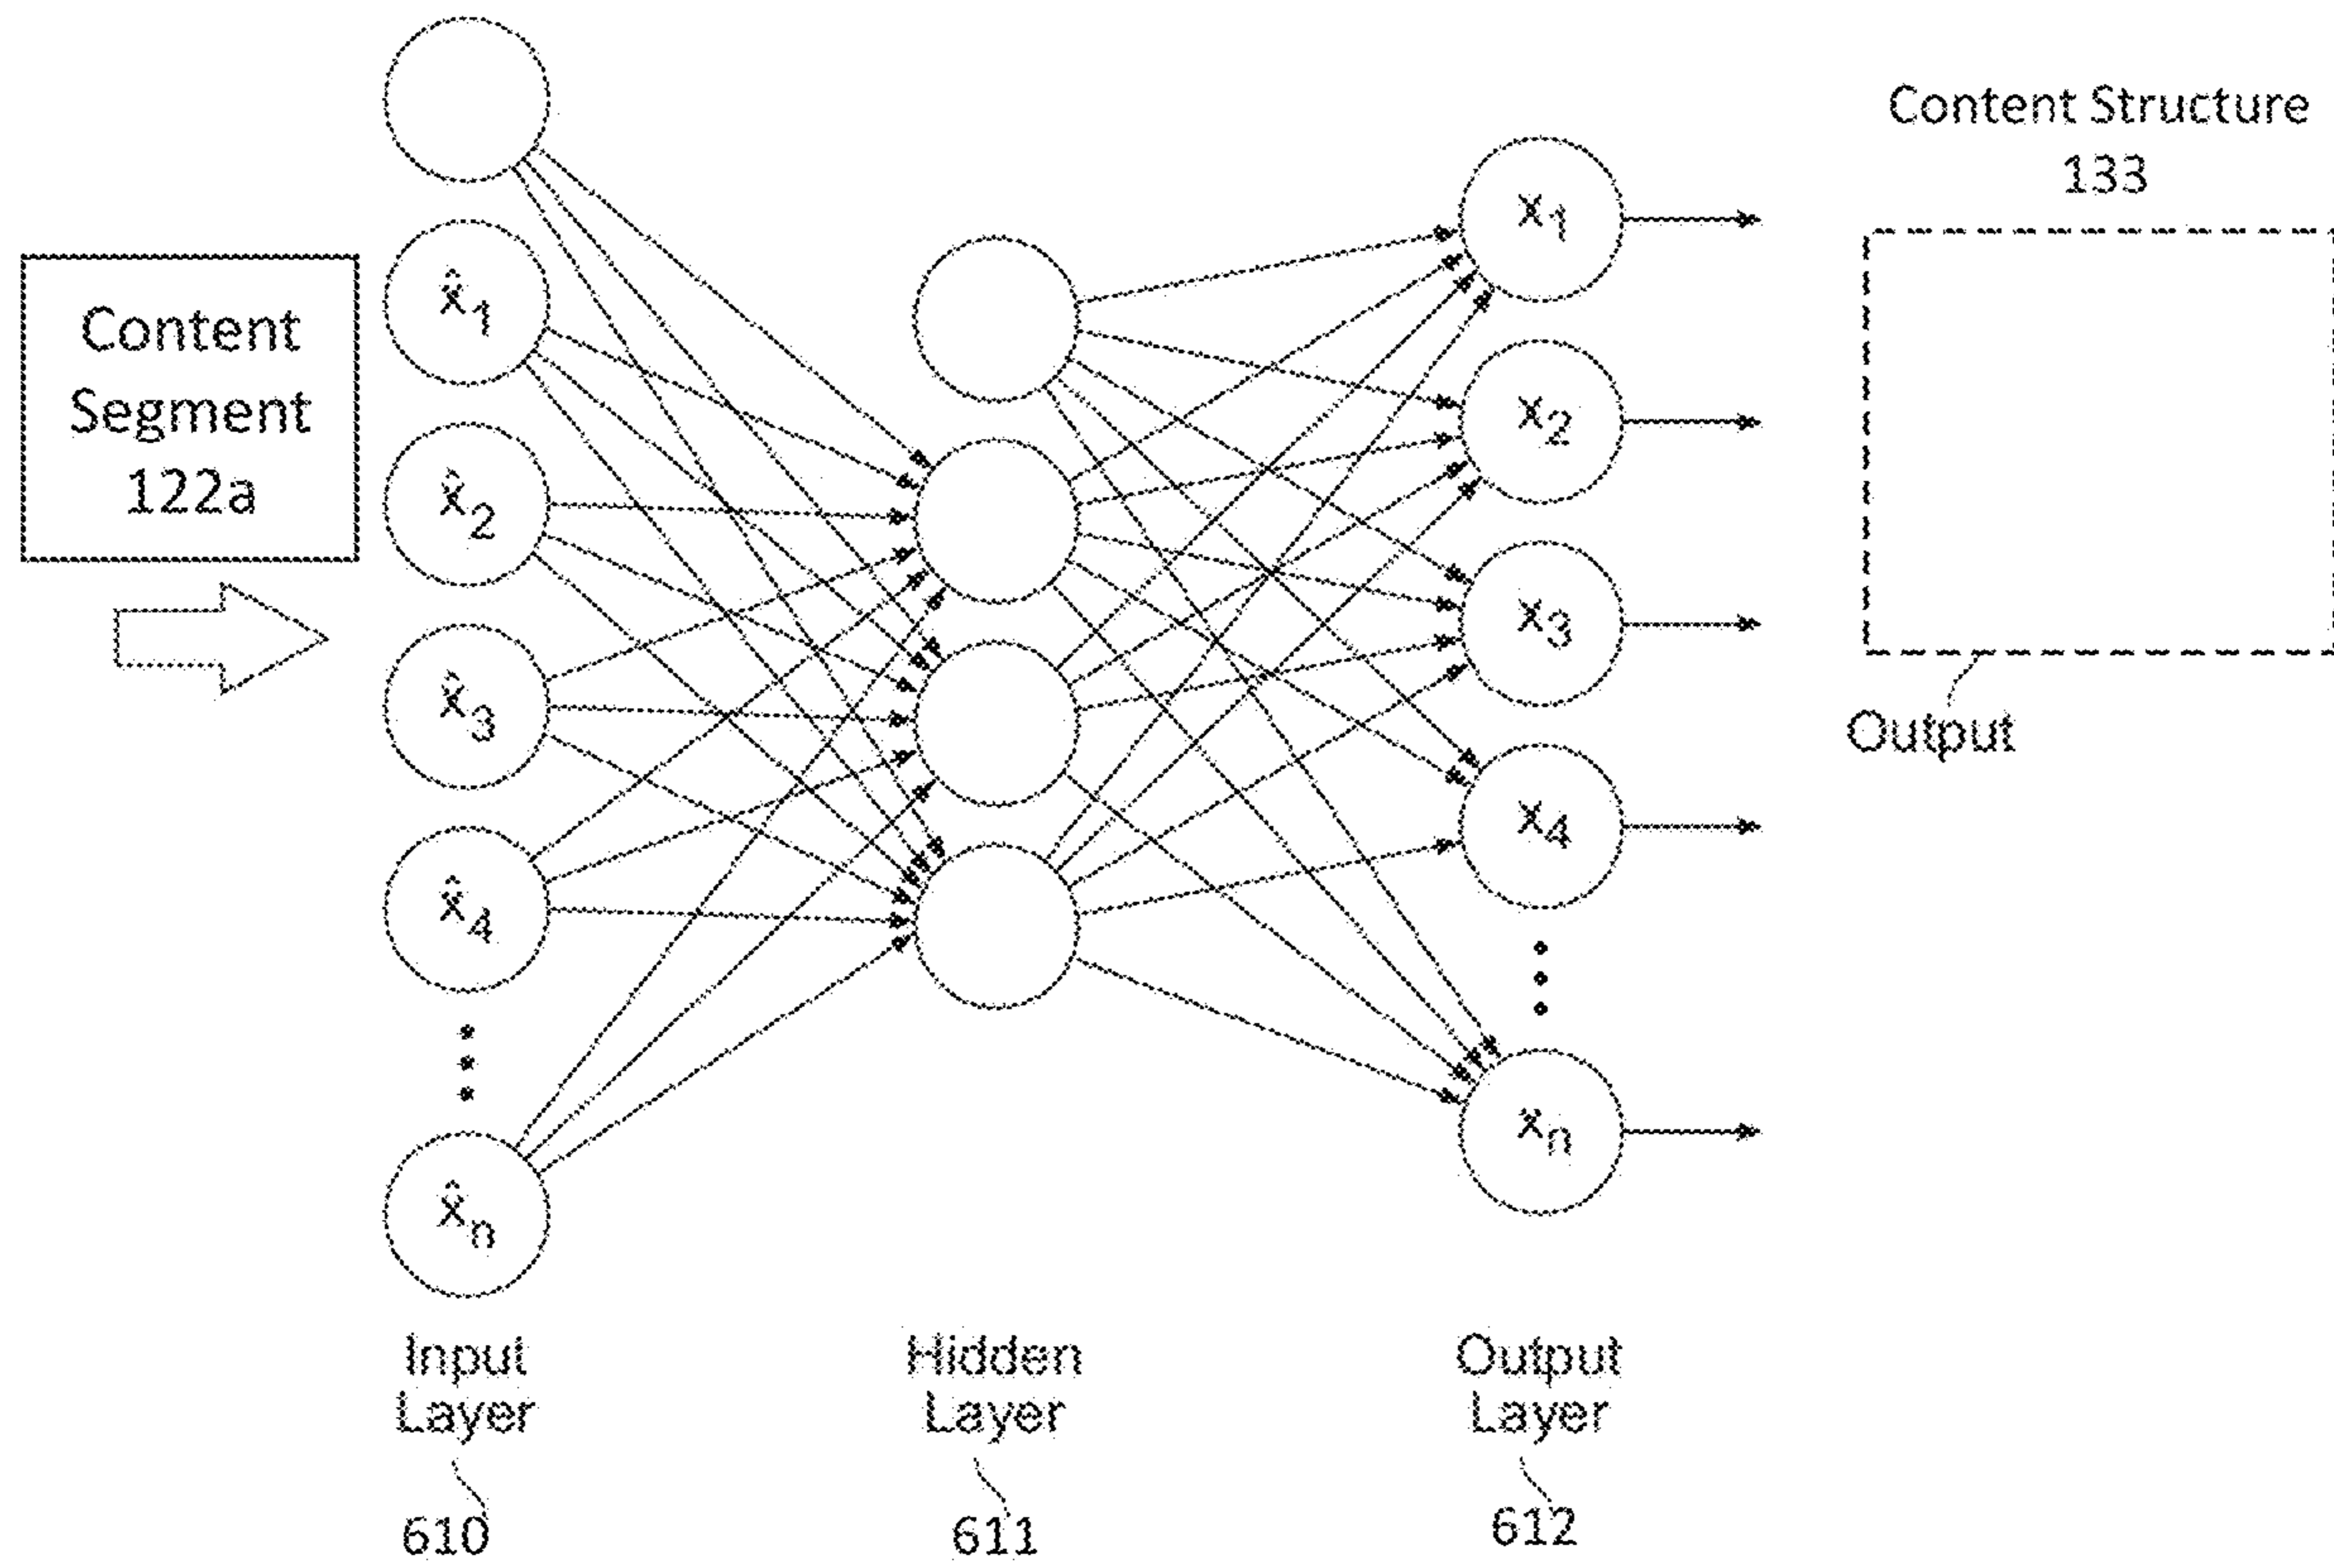 Content Structure
133
Content
Segment
122a
x̂1
x̂2
x̂3
x̂4
x̂n
x1
x2
x3
x4
xn
Output
Input
Layer
610
Hidden
Layer
611
Output
Layer
612